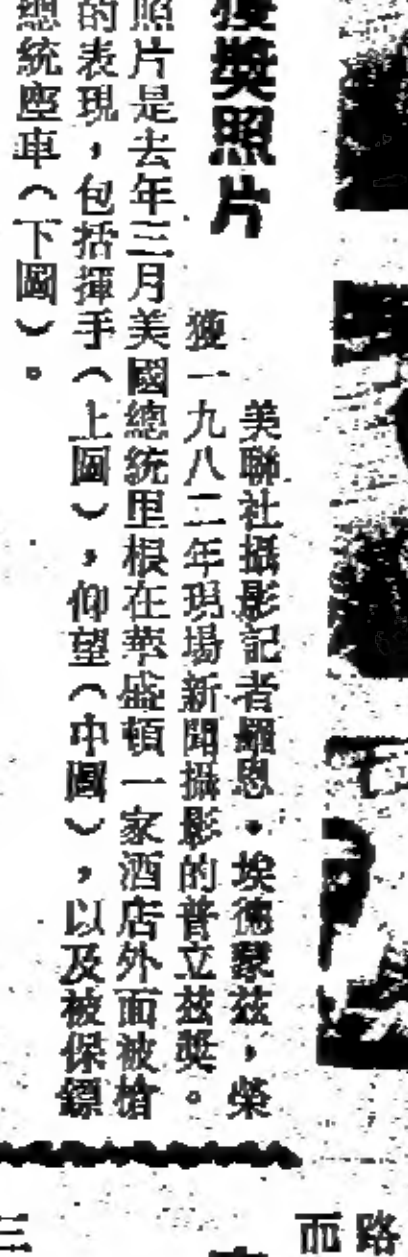 獲獎照片
美聯社攝影記者羅恩·埃德蒙玆，榮
獲一九八二年現場新聞攝影的普立玆獎。
照片是去年三月美國總統里根在華盛頓一家酒店外面被槍
的表現，包括揮手（上圖），仰望（中圖），以及被保鏢
總統座車（下圖）。
路
而
三